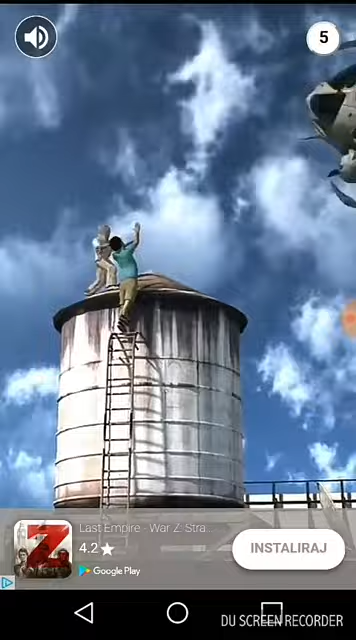 5
Last Empire - War Z: Stra...
4.2
Google Play
INSTALIRAJ
DU SCREEN RECORDER